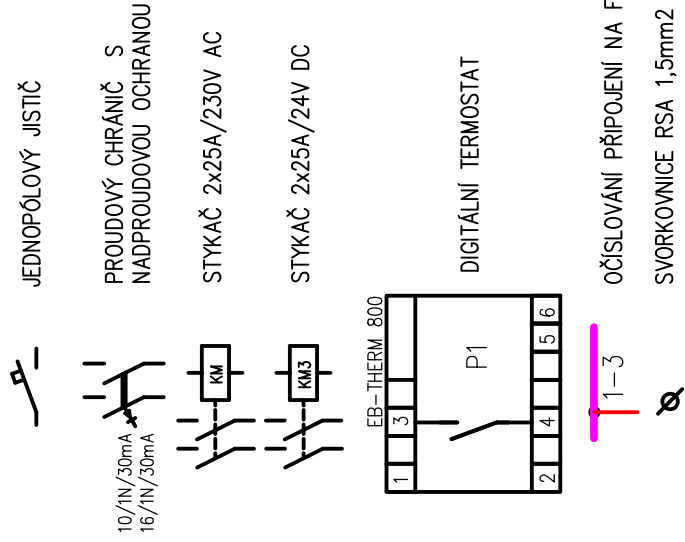 JEDNOPÓLOVÝ JISTIČ
10/1N/30mA
16/1N/30mA
PROUDOVÝ CHRÁNIČ S
NADPROUDOVOU OCHRANOU
KM
STYKAČ 2x25A/230V AC
KM3
STYKAČ 2x25A/24V DC
EB-THERM 800
1
3
P1
2
4
5
6
DIGITÁLNÍ TERMOSTAT
1-3
OČÍSLOVÁNÍ PŘIPOJENÍ NA F
SVORKOVNICE RSA 1,5mm2